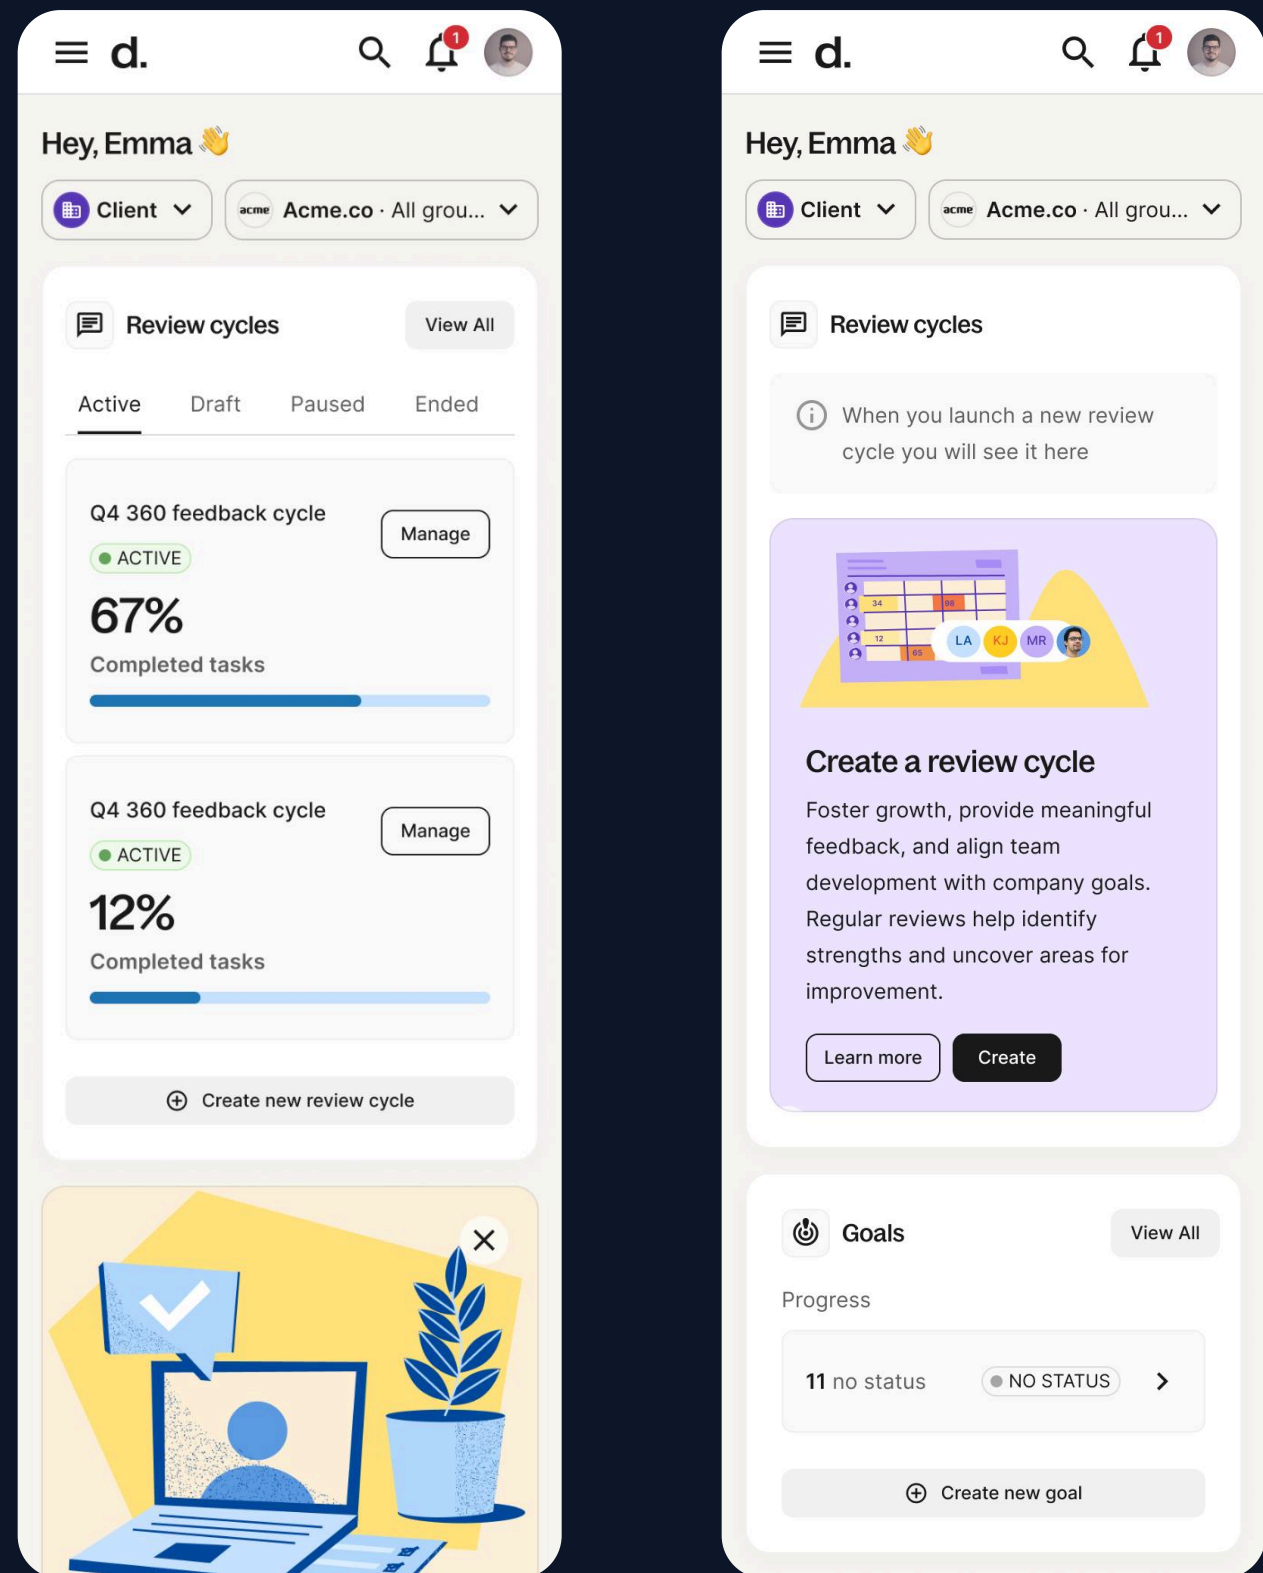 d.
1
Hey, Emma 👋
Client
acme
Acme.co · All grou...
Review cycles
View All
Active
Draft
Paused
Ended
Q4 360 feedback cycle
Manage
ACTIVE
67%
Completed tasks
Q4 360 feedback cycle
Manage
ACTIVE
12%
Completed tasks
Create new review cycle
d.
1
Hey, Emma 👋
Client
acme
Acme.co · All grou...
Review cycles
When you launch a new review
cycle you will see it here
34
98
12
65
LA
KJ
MR
Create a review cycle
Foster growth, provide meaningful
feedback, and align team
development with company goals.
Regular reviews help identify
strengths and uncover areas for
improvement.
Learn more
Create
Goals
View All
Progress
11 no status
NO STATUS
Create new goal